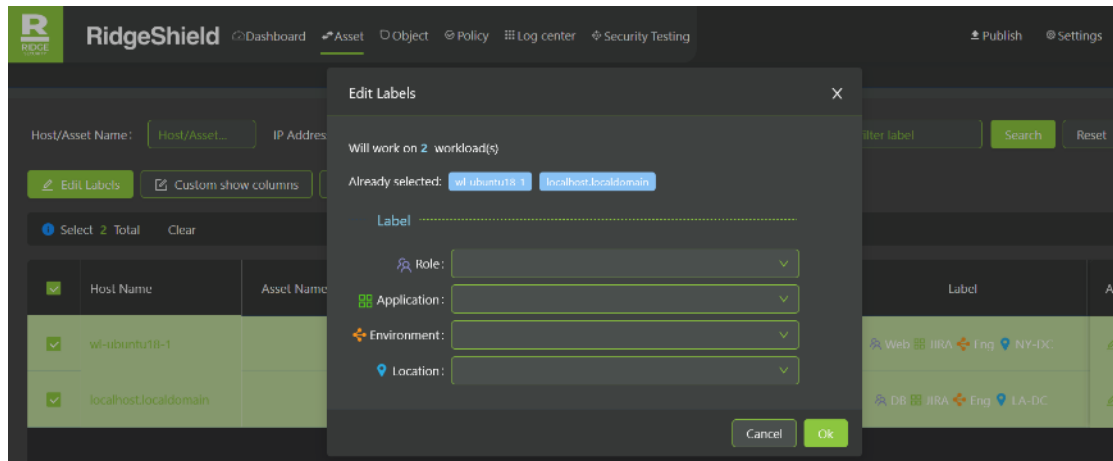 R
RIDGE
RidgeShield Dashboard Asset Object Policy Log center Security Testing Publish Settings
Edit Labels X
Host/Asset Name: Host/Asset... IP Addres ilter label Search Reset
Will work on 2 workload(s)
Edit Labels Custom show columns
Already selected: wl-ubuntu18-1 localhost.localdomain
Select 2 Total Clear
Label
Role:
Host Name Asset Name Label A
Application:
Environment:
wl-ubuntu18-1 Web JIRA Eng NY-DC
Location:
localhost.localdomain DB JIRA Eng LA-DC
Cancel Ok